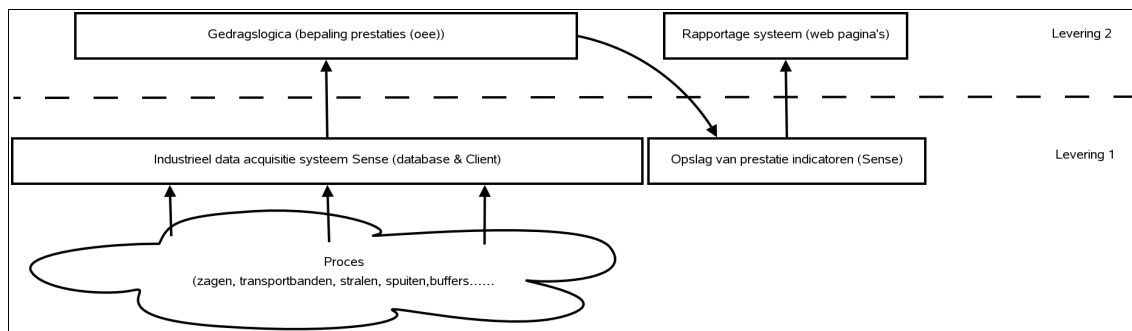 Gedragslogica (bepaling prestaties (oee))
Rapportage systeem (web pagina's)
Levering 2
Industrieel data acquisitie systeem Sense (database & Client)
Opslag van prestatie indicatoren (Sense)
Levering 1
Proces
(zagen, transportbanden, stralen, spuiten,buffers......